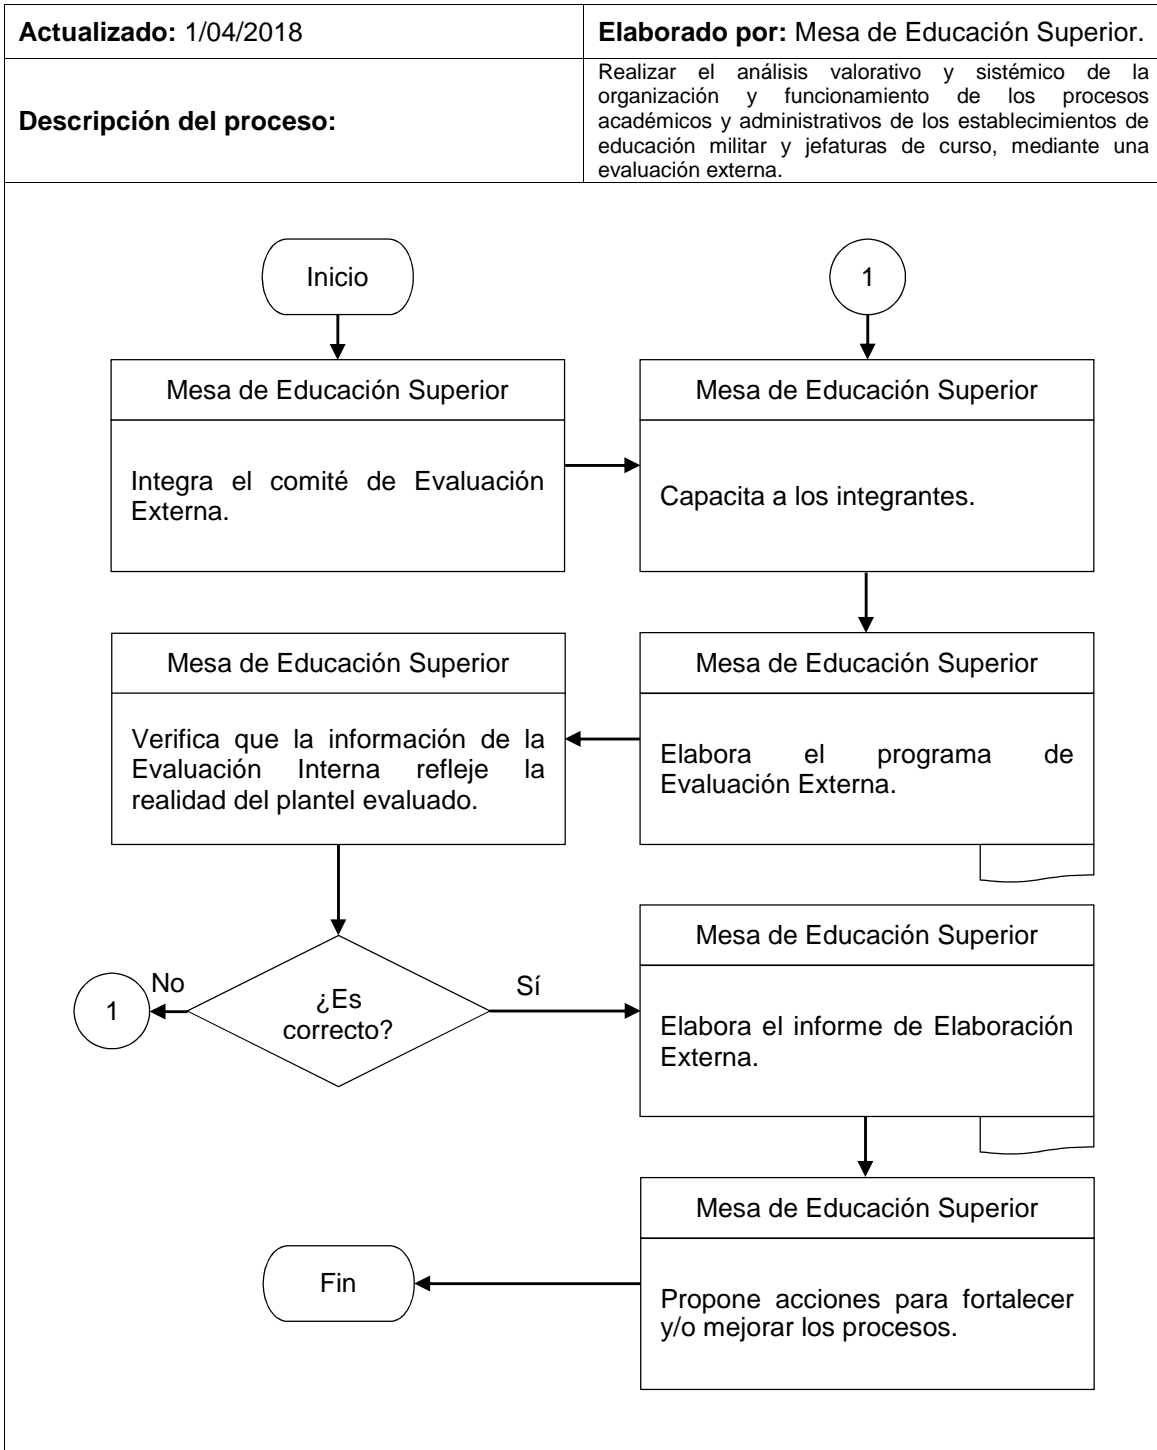 Actualizado: 1/04/2018
Elaborado por: Mesa de Educación Superior.
Descripción del proceso:
Realizar el análisis valorativo y sistémico de la
organización y funcionamiento de los procesos
académicos y administrativos de los establecimientos de
educación militar y jefaturas de curso, mediante una
evaluación externa.
Inicio
1
Mesa de Educación Superior
Integra el comité de Evaluación
Externa.
Mesa de Educación Superior
Capacita a los integrantes.
Mesa de Educación Superior
Verifica que la información de la
Evaluación Interna refleje la
realidad del plantel evaluado.
Mesa de Educación Superior
Elabora el programa de
Evaluación Externa.
1
No
¿Es
correcto?
Sí
Mesa de Educación Superior
Elabora el informe de Elaboración
Externa.
Mesa de Educación Superior
Propone acciones para fortalecer
y/o mejorar los procesos.
Fin